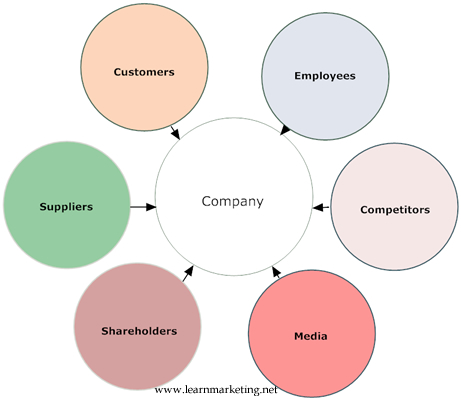 Customers
Employees
Suppliers
Company
Competitors
Shareholders
Media
www.learnmarketing.net